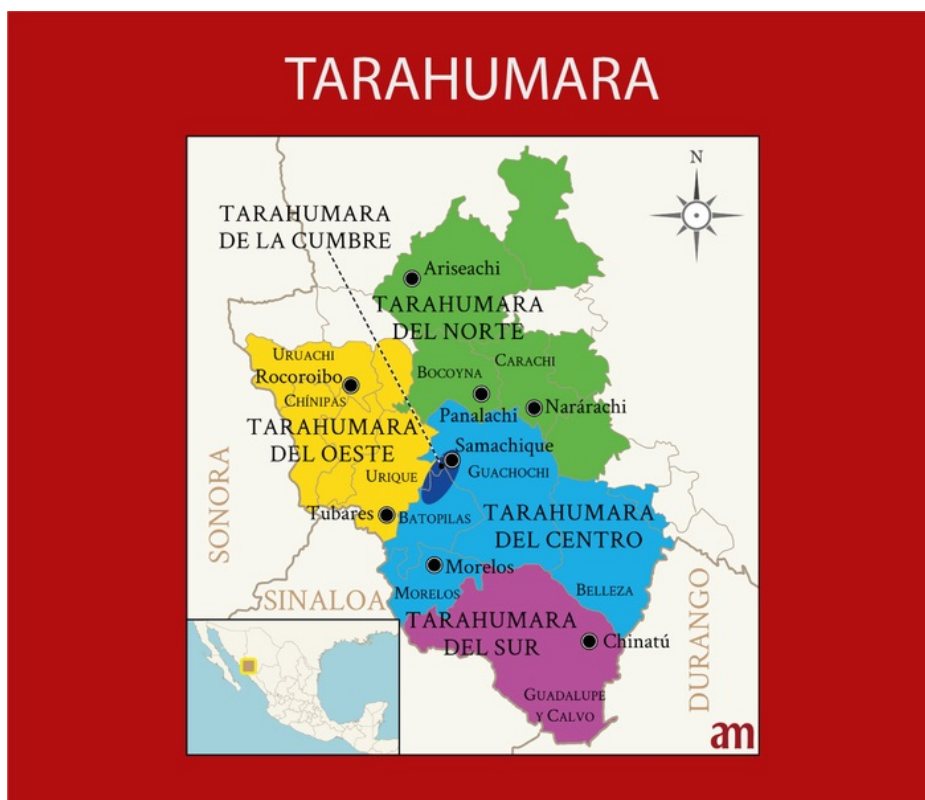 TARAHUMARA
N
TARAHUMARA
DE LA CUMBRE
Ariseachi
TARAHUMARA
DEL NORTE
URUACHI
Rocoroibo
CHÍNIPAS
BOCOYNA
CARACHI
Panalachi
Narárachi
TARAHUMARA
DEL OESTE
Samachique
GUACHOCHI
URIQUE
SONORA
Tubares
BATOPILAS
TARAHUMARA
DEL CENTRO
Morelos
MORELOS
BELLEZA
SINALOA
DURANGO
TARAHUMARA
DEL SUR
Chinatú
GUADALUPE
Y CALVO
am